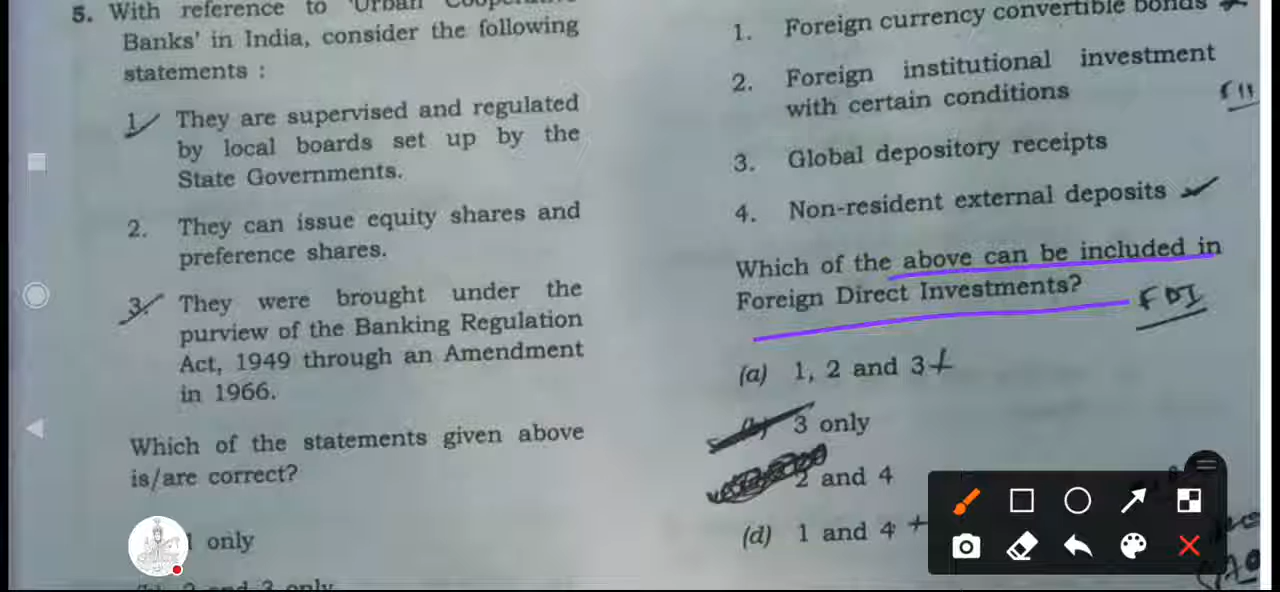 5. With reference to 'Urban
Banks' in India, consider the following
statements :
1. They are supervised and regulated
by local boards set up by the
State Governments.
2. They can issue equity shares and
preference shares.
3. They were brought under the
purview of the Banking Regulation
Act, 1949 through an Amendment
in 1966.
Which of the statements given above
is/are correct?
1 only
2 and 3 only
1. Foreign currency convertible bonds
2. Foreign institutional investment
with certain conditions
3. Global depository receipts
4. Non-resident external deposits
Which of the above can be included in
Foreign Direct Investments?
FDI
(a) 1, 2 and 3
(b) 3 only
2 and 4
(d) 1 and 4